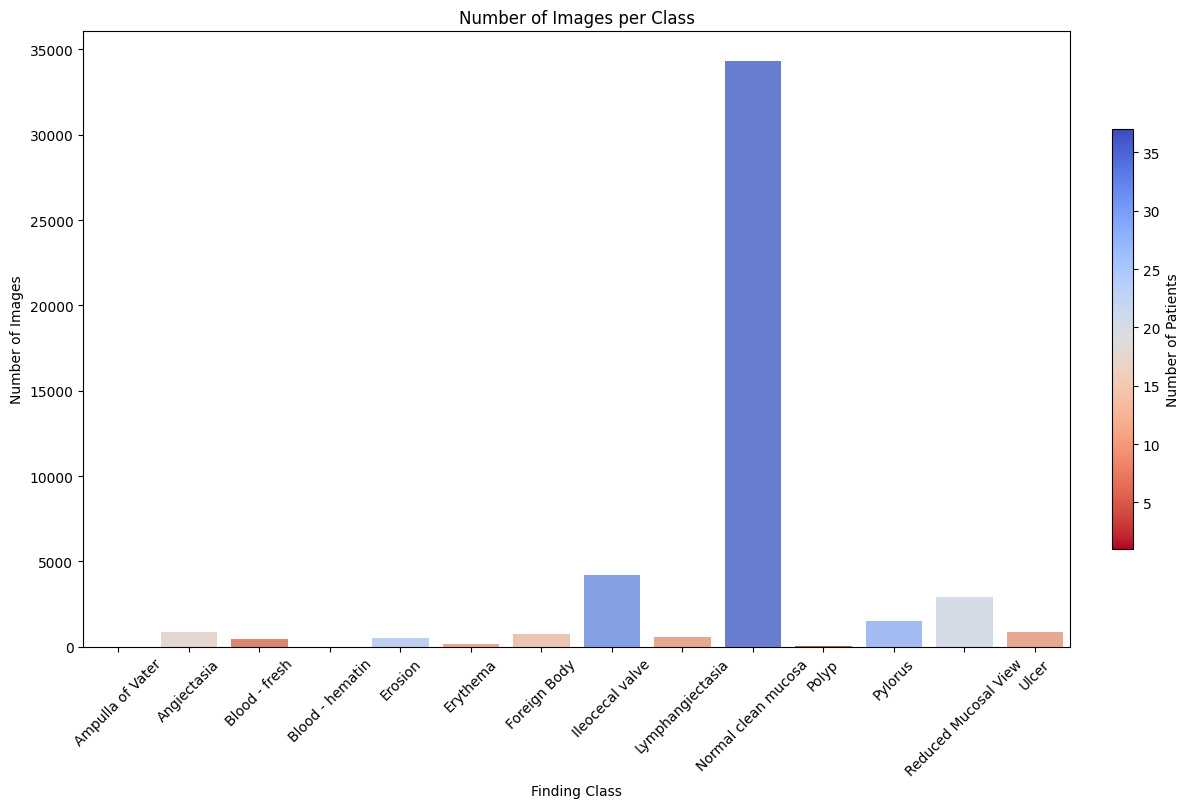 Number of Images per Class
Number of Images
35000
30000
25000
20000
15000
10000
5000
0
Ampulla of Vater
Angiectasia
Blood - fresh
Blood - hematin
Erosion
Erythema
Foreign Body
Ileocecal valve
Lymphangiectasia
Normal clean mucosa
Polyp
Pylorus
Reduced Mucosal View
Ulcer
Finding Class
35
30
25
20
15
10
5
Number of Patients